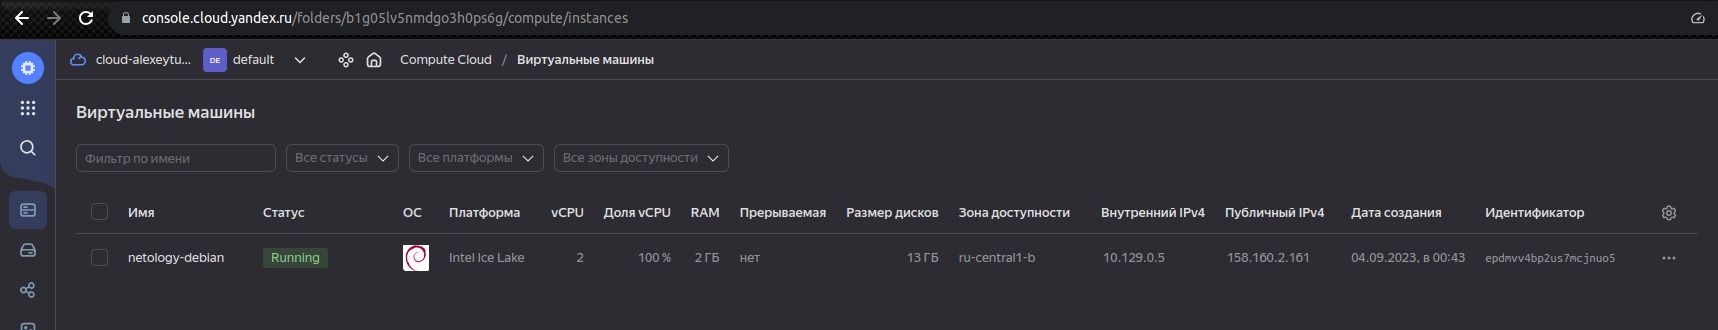 console.cloud.yandex.ru/folders/b1g05lv5nmdgo3h0ps6g/compute/instances
cloud-alexeytu... DE default Compute Cloud / Виртуальные машины
Виртуальные машины
Фильтр по имени Все статусы Все платформы Все зоны доступности
Имя Статус ОС Платформа vCPU Доля vCPU RAM Прерываемая Размер дисков Зона доступности Внутренний IPv4 Публичный IPv4 Дата создания Идентификатор
netology-debian Running Intel Ice Lake 2 100 % 2 ГБ нет 13 ГБ ru-central1-b 10.129.0.5 158.160.2.161 04.09.2023, в 00:43 epdmvv4bp2us7mcjnuo5